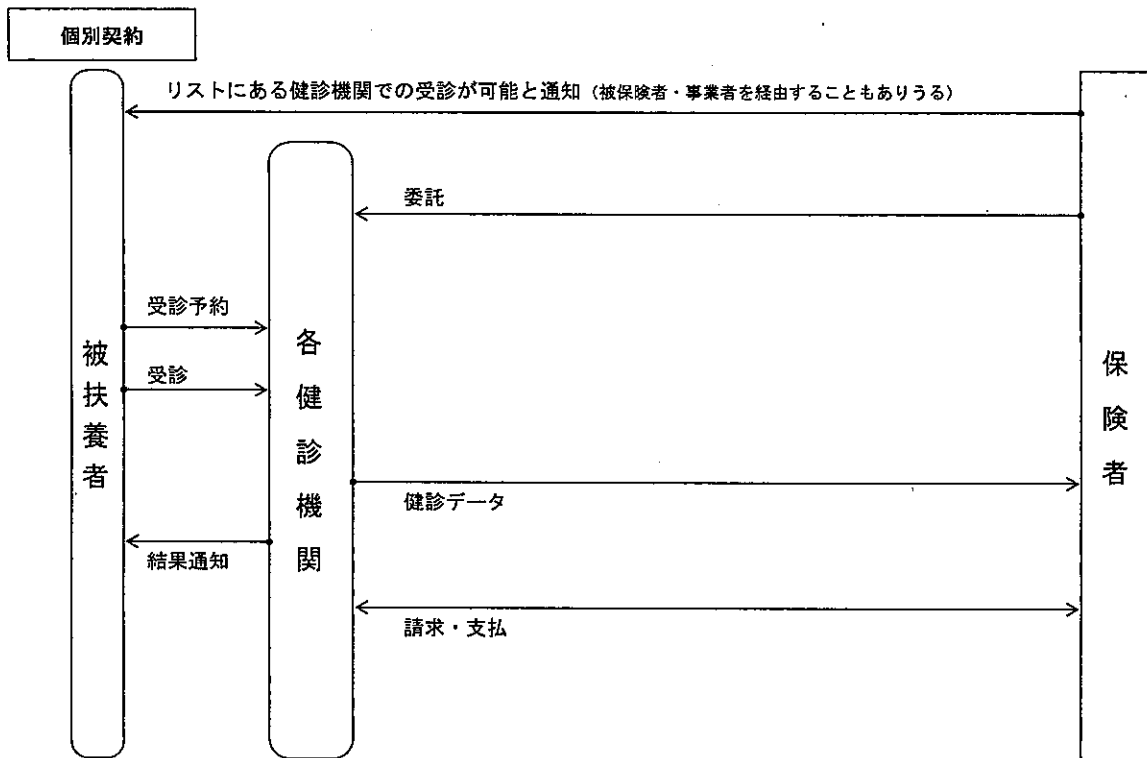 個別契約
リストにある健診機関での受診が可能と通知（被保険者・事業者を経由することもありうる）
委託
受診予約
受診
被扶養者
各健診機関
保険者
健診データ
結果通知
請求・支払